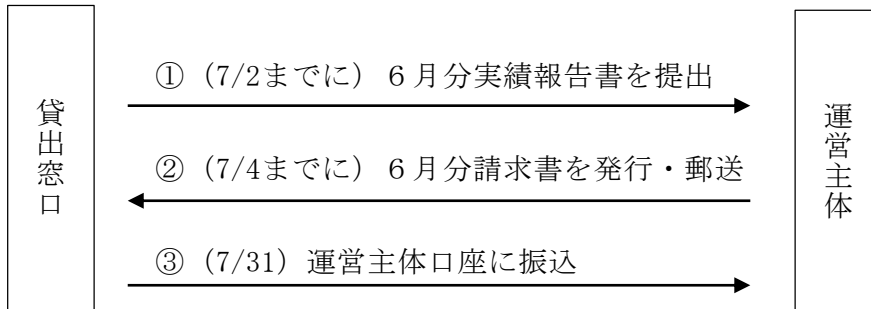 貸出窓口
①（7/2までに）６月分実績報告書を提出
②（7/4までに）６月分請求書を発行・郵送
③（7/31）運営主体口座に振込
運営主体